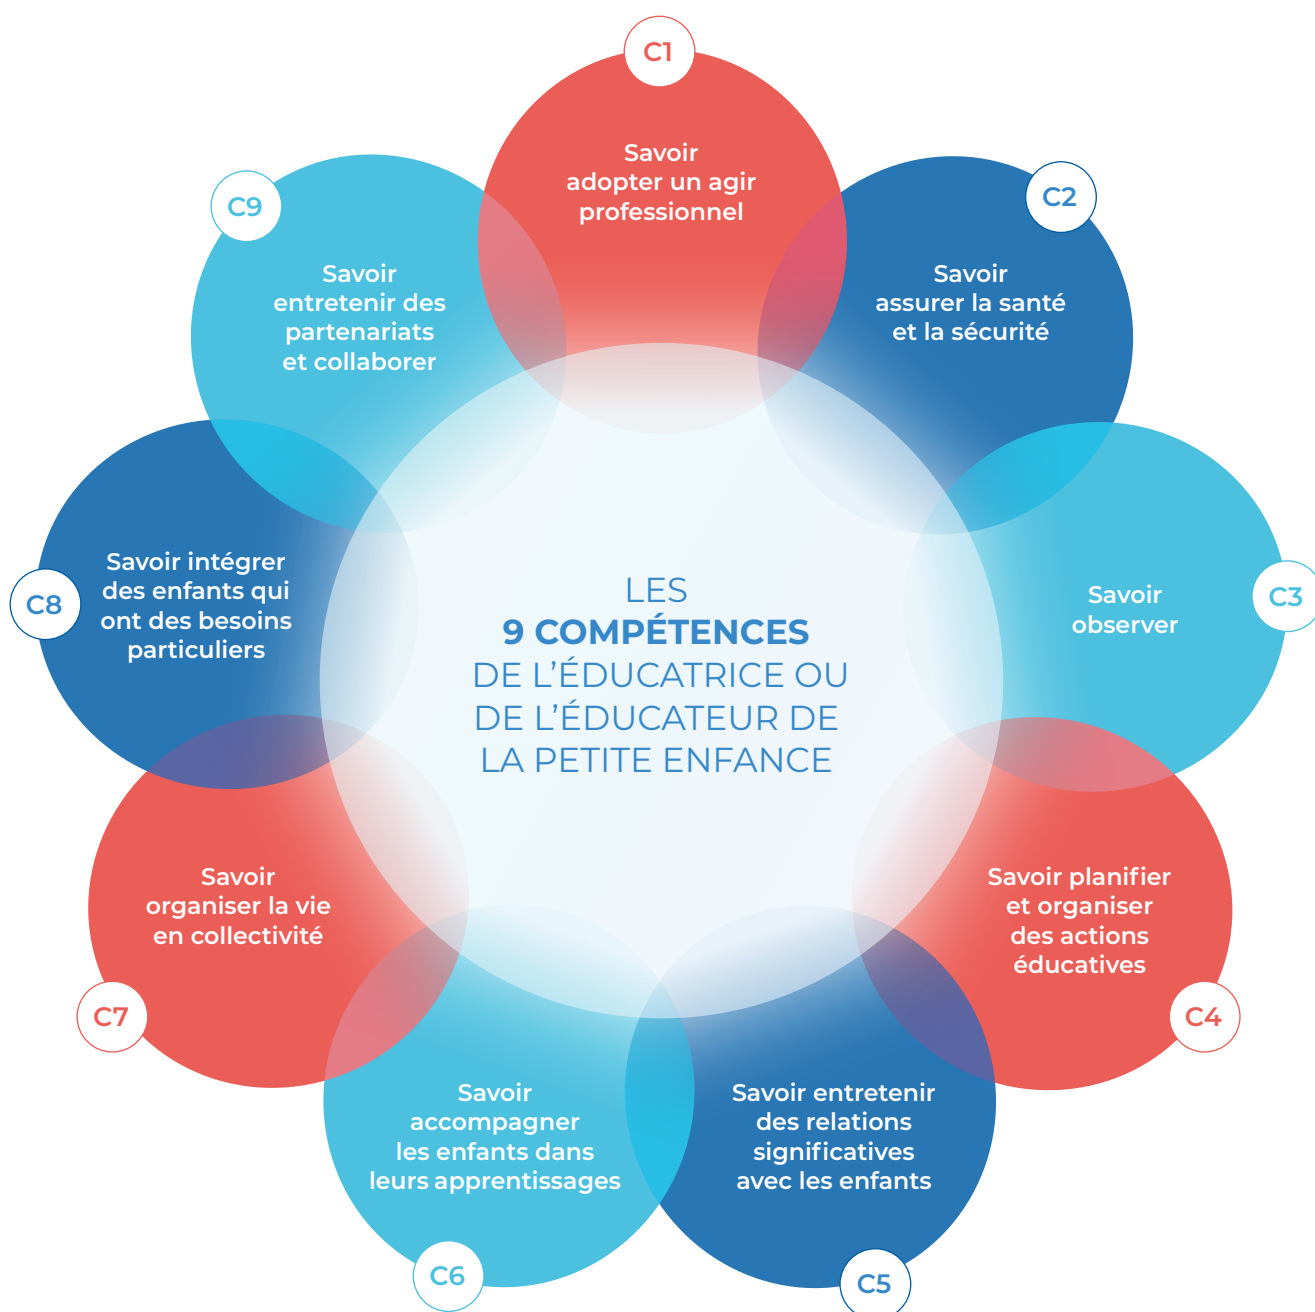 C1
Savoir
adopter un agir
professionnel
C2
Savoir
assurer la santé
et la sécurité
C3
Savoir
observer
C4
Savoir planifier
et organiser
des actions
éducatives
C5
Savoir entretenir
des relations
significatives
avec les enfants
C6
Savoir
accompagner
les enfants dans
leurs apprentissages
C7
Savoir
organiser la vie
en collectivité
C8
Savoir intégrer
des enfants qui
ont des besoins
particuliers
C9
Savoir
entretenir des
partenariats
et collaborer
LES
9 COMPÉTENCES
DE L’ÉDUCATRICE OU
DE L’ÉDUCATEUR DE
LA PETITE ENFANCE